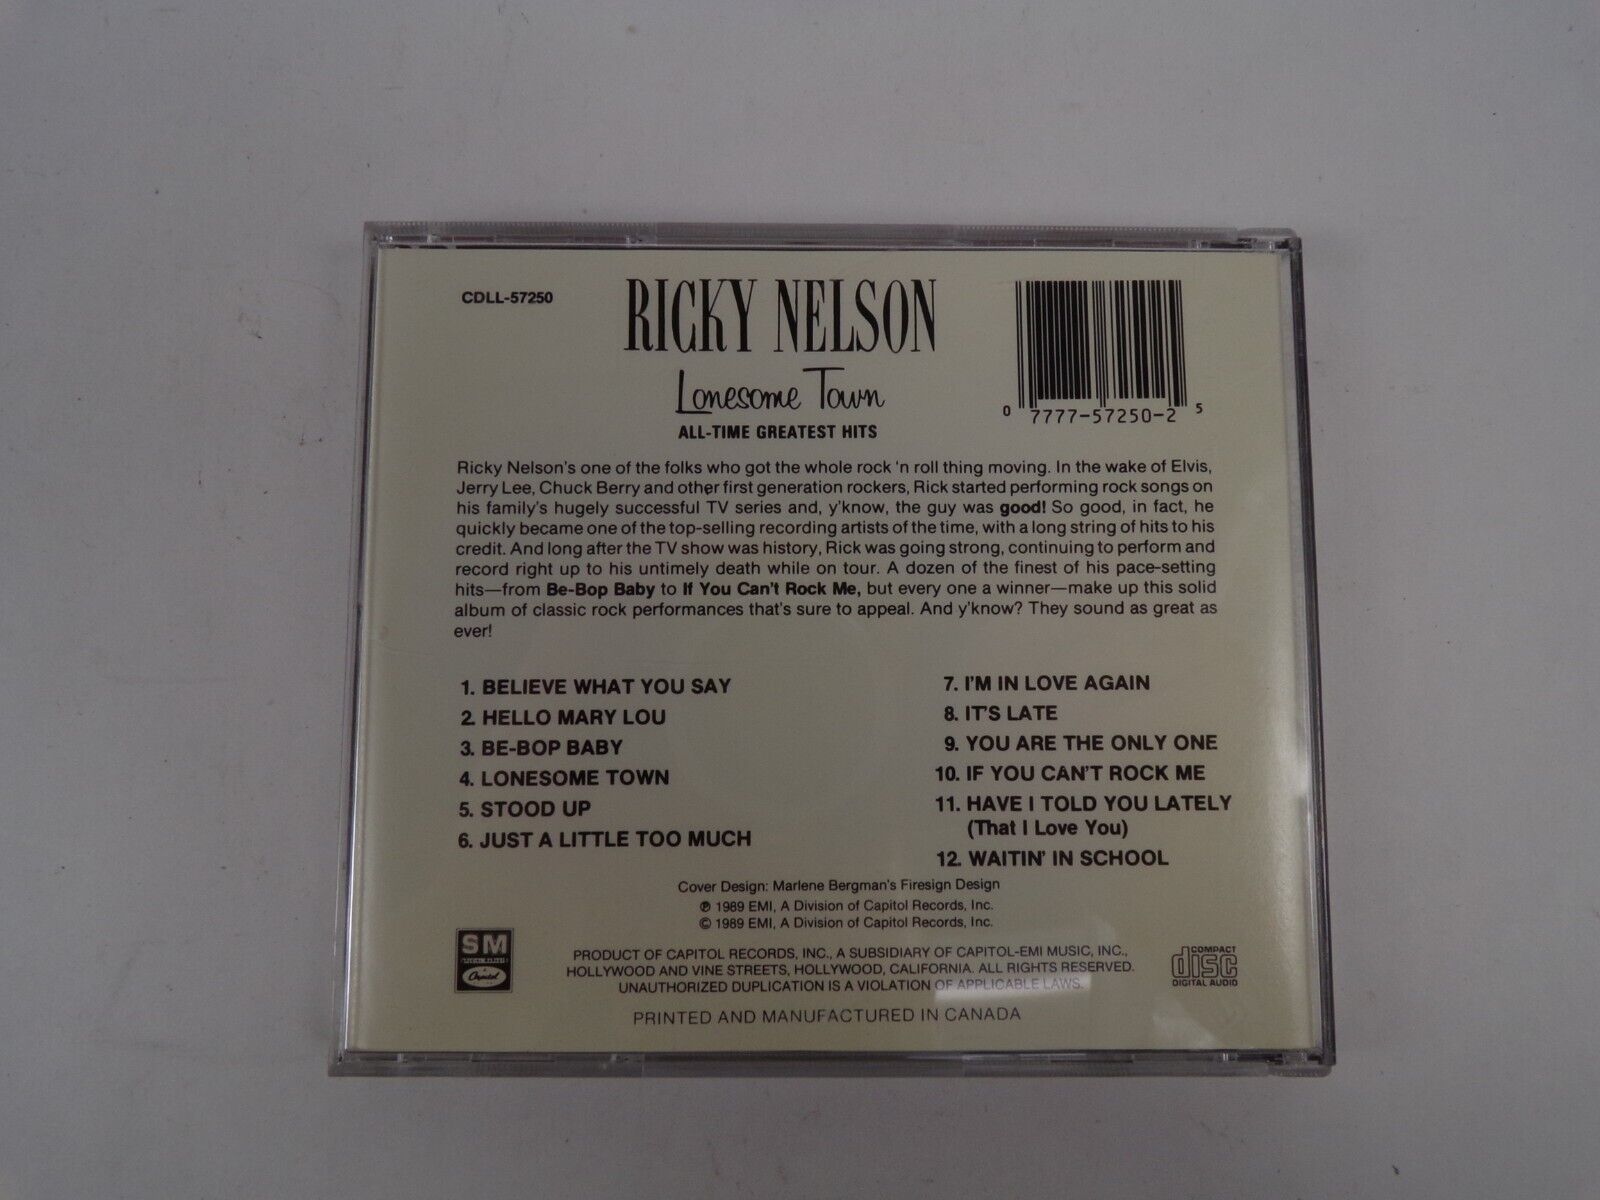 CDLL-57250
RICKY NELSON
Lonesome Town
ALL-TIME GREATEST HITS
0 7777-57250-2 5
Ricky Nelson's one of the folks who got the whole rock 'n roll thing moving. In the wake of Elvis,
Jerry Lee, Chuck Berry and other first generation rockers, Rick started performing rock songs on
his family's hugely successful TV series and, y'know, the guy was good! So good, in fact, he
quickly became one of the top-selling recording artists of the time, with a long string of hits to his
credit. And long after the TV show was history, Rick was going strong, continuing to perform and
record right up to his untimely death while on tour. A dozen of the finest of his pace-setting
hits—from Be-Bop Baby to If You Can't Rock Me, but every one a winner—make up this solid
album of classic rock performances that's sure to appeal. And y'know? They sound as great as
ever!
1. BELIEVE WHAT YOU SAY
2. HELLO MARY LOU
3. BE-BOP BABY
4. LONESOME TOWN
5. STOOD UP
6. JUST A LITTLE TOO MUCH
7. I'M IN LOVE AGAIN
8. IT'S LATE
9. YOU ARE THE ONLY ONE
10. IF YOU CAN'T ROCK ME
11. HAVE I TOLD YOU LATELY
(That I Love You)
12. WAITIN' IN SCHOOL
Cover Design: Marlene Bergman's Firesign Design
℗ 1989 EMI, A Division of Capitol Records, Inc.
© 1989 EMI, A Division of Capitol Records, Inc.
SM
Capitol
PRODUCT OF CAPITOL RECORDS, INC., A SUBSIDIARY OF CAPITOL-EMI MUSIC, INC.,
HOLLYWOOD AND VINE STREETS, HOLLYWOOD, CALIFORNIA. ALL RIGHTS RESERVED.
UNAUTHORIZED DUPLICATION IS A VIOLATION OF APPLICABLE LAWS.
COMPACT
disc
DIGITAL AUDIO
PRINTED AND MANUFACTURED IN CANADA